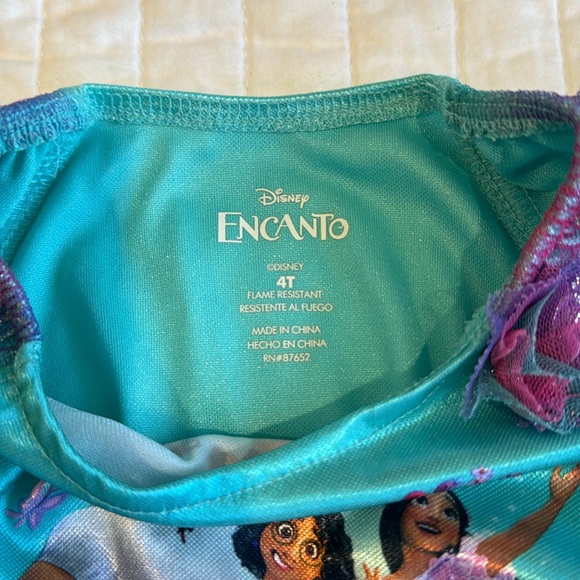 Disney
ENCANTO
©DISNEY
4T
FLAME RESISTANT
RESISTENTE AL FUEGO
MADE IN CHINA
HECHO EN CHINA
RN#87652